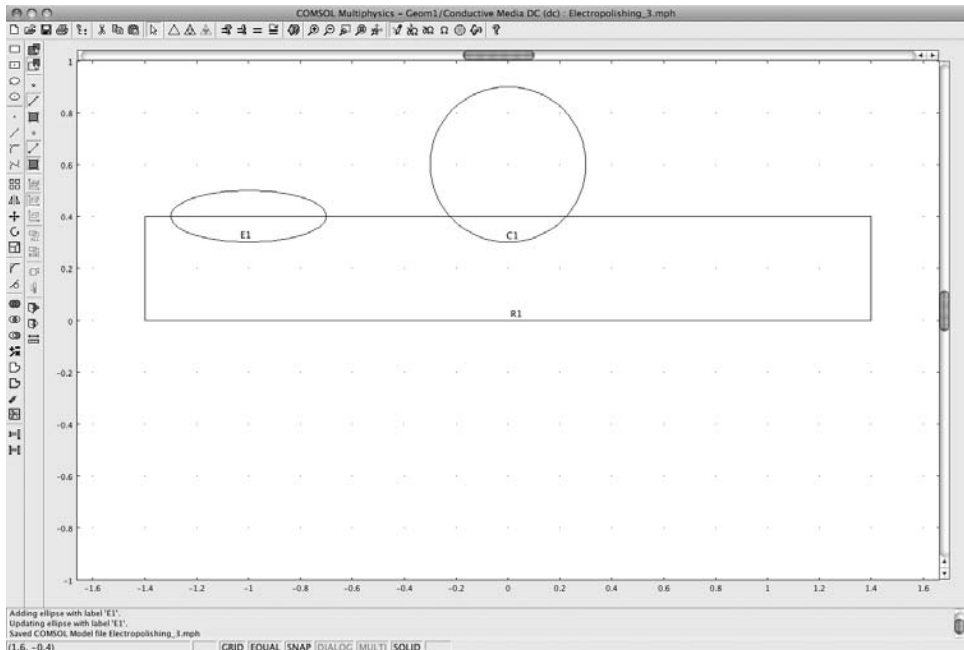 COMSOL Multiphysics - Geom1/Conductive Media DC (dc) : Electropolishing_3.mph
1
0.8
0.6
0.4
0.2
0
-0.2
-0.4
-0.6
-0.8
-1
E1
C1
R1
-1.6 -1.4 -1.2 -1 -0.8 -0.6 -0.4 -0.2 0 0.2 0.4 0.6 0.8 1 1.2 1.4 1.6
Adding ellipse with label 'E1'.
Updating ellipse with label 'E1'.
Saved COMSOL Model file Electropolishing_3.mph
(1.6, -0.4) GRID EQUAL SNAP DIALOG MULTI SOLID